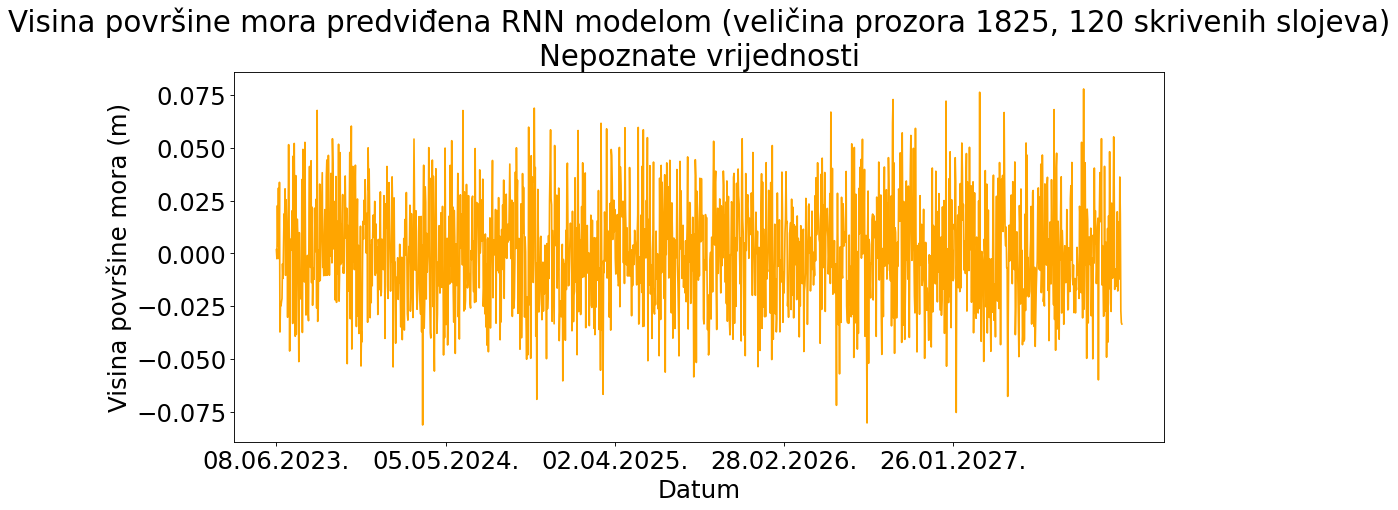 Visina površine mora predviđena RNN modelom (veličina prozora 1825, 120 skrivenih slojeva)
Nepoznate vrijednosti
Visina površine mora (m)
0.075
0.050
0.025
0.000
−0.025
−0.050
−0.075
08.06.2023. 05.05.2024. 02.04.2025. 28.02.2026. 26.01.2027.
Datum